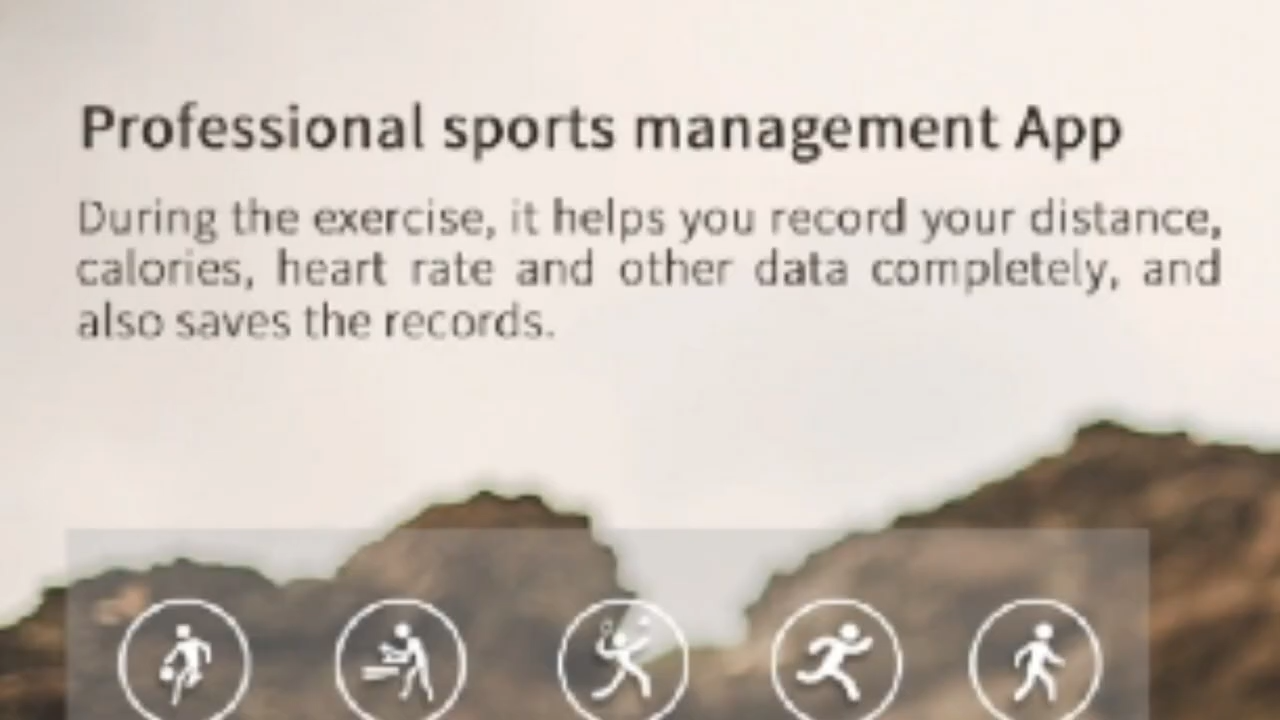 Professional sports management App
During the exercise, it helps you record your distance,
calories, heart rate and other data completely, and
also saves the records.